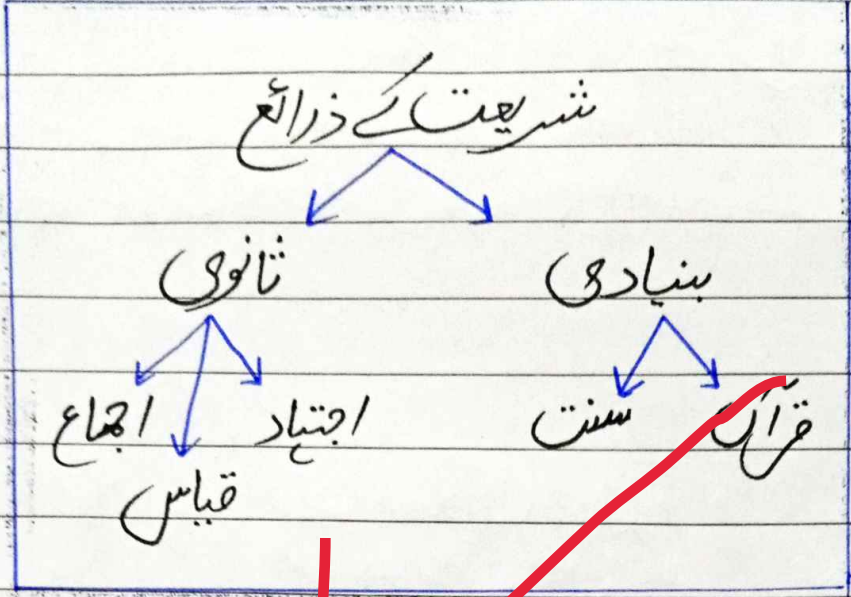 شریعت کے ذرائع
بنیادی ثانوی
قرآن سنت اجتہاد اجماع
قیاس